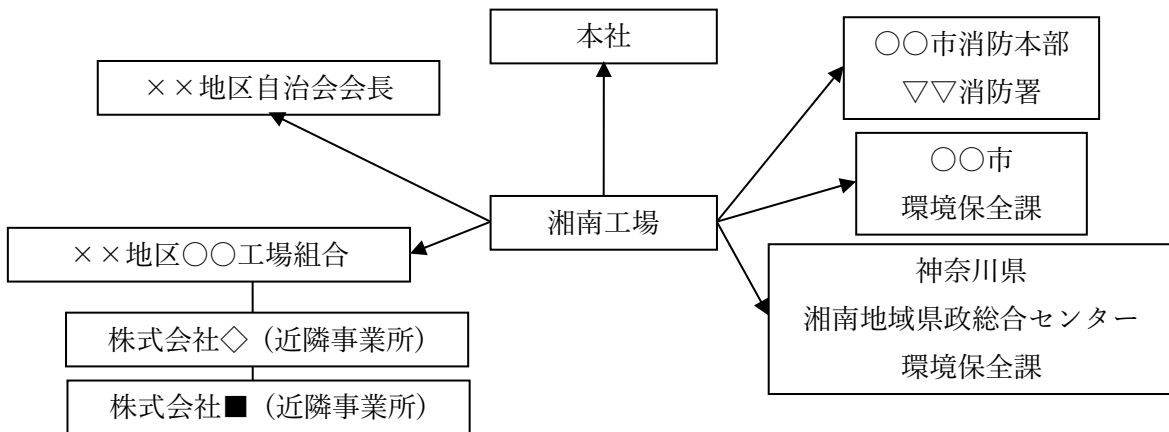 本社
○○市消防本部
▽▽消防署
××地区自治会会長
○○市
環境保全課
湘南工場
××地区○○工場組合
神奈川県
湘南地域県政総合センター
環境保全課
株式会社◇（近隣事業所）
株式会社■（近隣事業所）